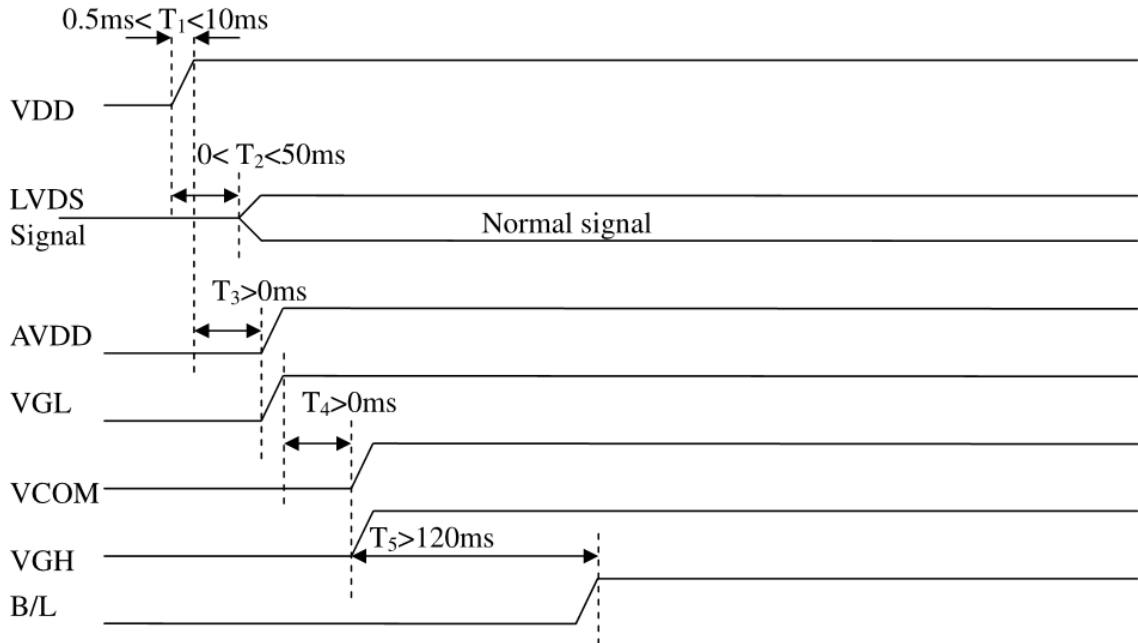 0.5ms< T₁<10ms
VDD
0< T₂<50ms
LVDS
Signal
Normal signal
T₃>0ms
AVDD
VGL
T₄>0ms
VCOM
T₅>120ms
VGH
B/L